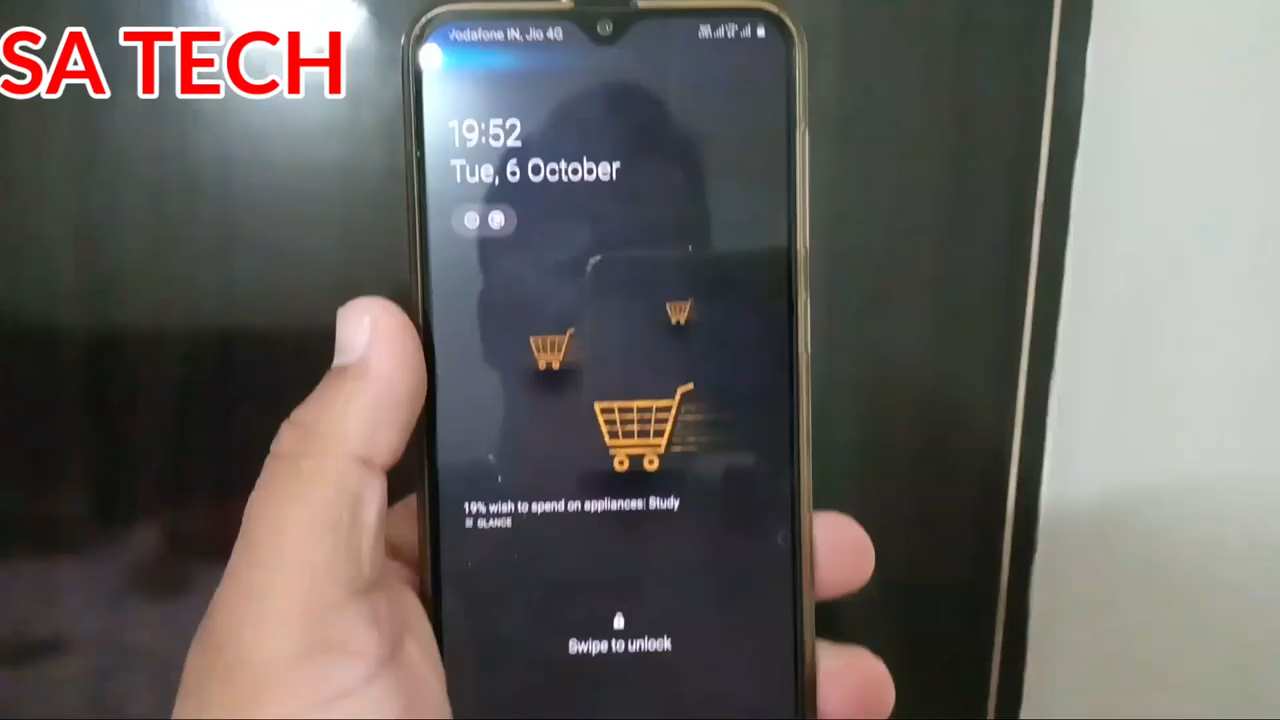 SA TECH
Vodafone IN, Jio 4G
19:52
Tue, 6 October
19% wish to spend on appliances: Study
GLANCE
Swipe to unlock